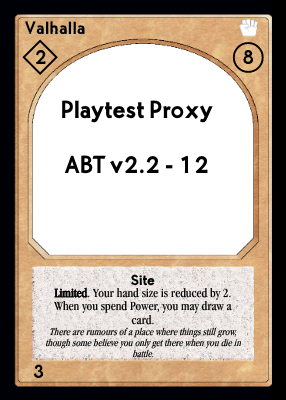 Valhalla
2
8
Playtest Proxy
ABT v2.2 - 12
Site
Limited. Your hand size is reduced by 2.
When you spend Power, you may draw a
card.
There are rumours of a place where things still grow,
though some believe you only get there when you die in
battle.
3